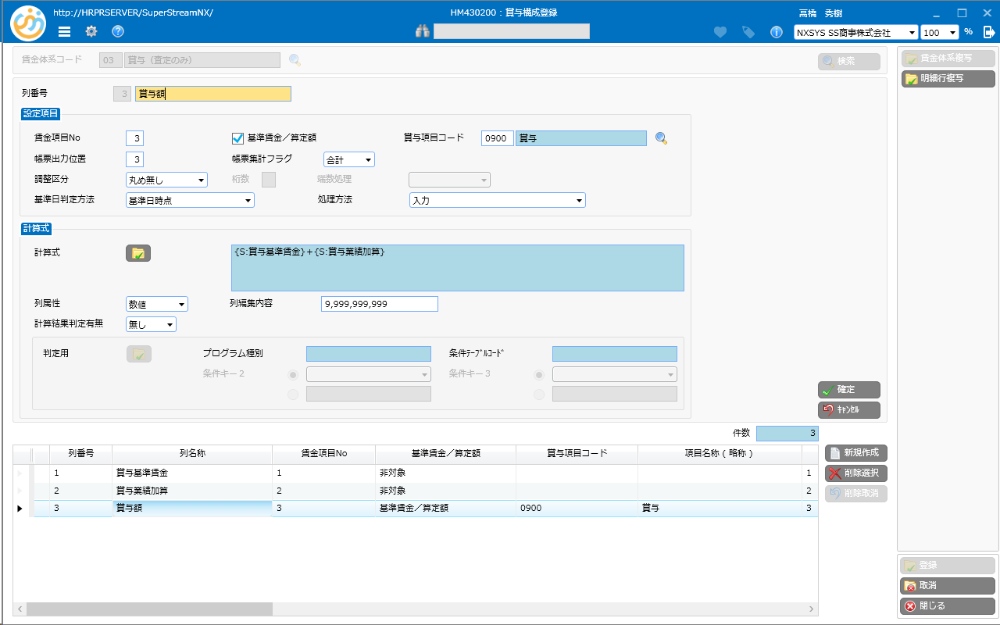 http://HRPRSERVER/SuperStreamNX/
HM430200：賞与構成登録
高橋　秀樹
NXSYS SS商事株式会社
100
%
賃金体系コード
03
賞与（査定のみ）
検索
賃金体系複写
明細行複写
列番号
3
賞与額
設定項目
賃金項目No
3
基準賃金／算定額
賞与項目コード
0900
賞与
帳票出力位置
3
帳票集計フラグ
合計
調整区分
丸め無し
桁数
端数処理
基準日判定方法
基準日時点
処理方法
入力
計算式
計算式
{S:賞与基準賃金}＋{S:賞与業績加算}
列属性
数値
列編集内容
9,999,999,999
計算結果判定有無
無し
判定用
プログラム種別
条件ﾃｰﾌﾞﾙｺｰﾄﾞ
条件キー２
条件キー３
確定
ｷｬﾝｾﾙ
件数
3
列番号
列名称
賃金項目No
基準賃金／算定額
賞与項目コード
項目名称 ( 略称 )
1
賞与基準賃金
1
非対象
1
2
賞与業績加算
2
非対象
2
3
賞与額
3
基準賃金／算定額
0900
賞与
3
新規作成
削除選択
削除取消
登録
取消
閉じる